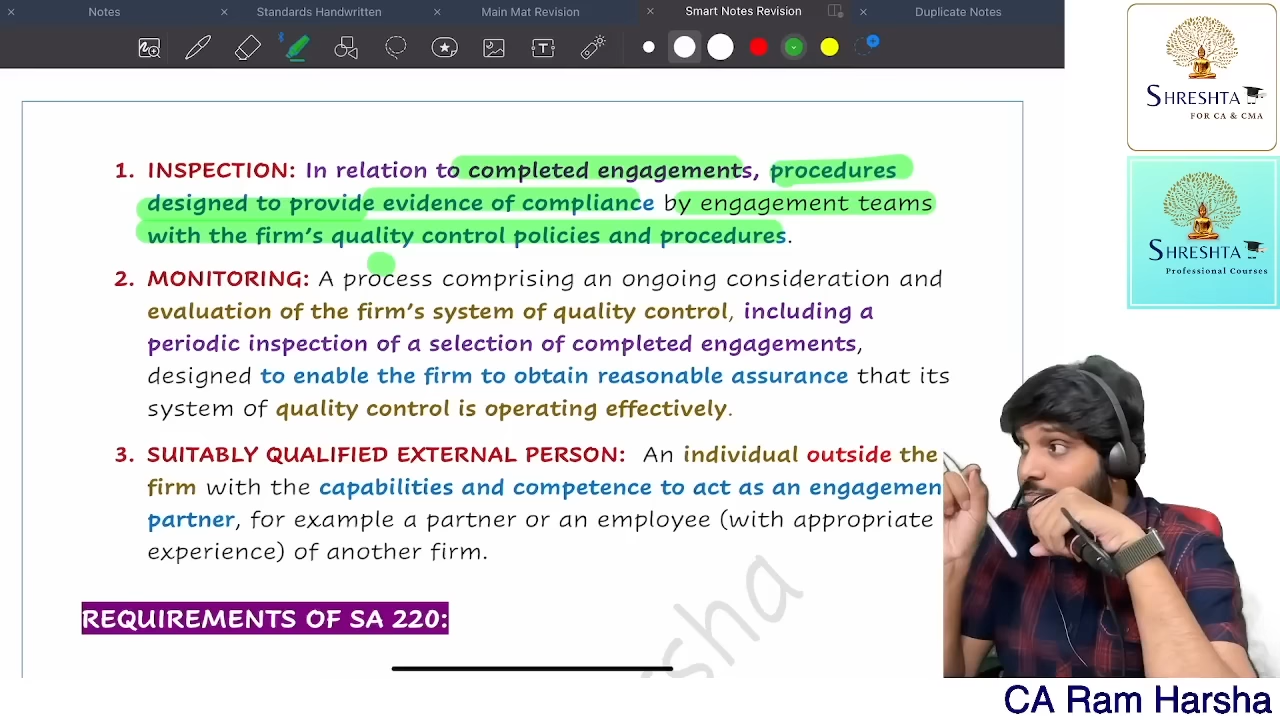 Notes
Standards Handwritten
Main Mat Revision
Smart Notes Revision
Duplicate Notes
SHRESHTA
FOR CA & CMA
1. INSPECTION: In relation to completed engagements, procedures
designed to provide evidence of compliance by engagement teams
with the firm's quality control policies and procedures.
2. MONITORING: A process comprising an ongoing consideration and
evaluation of the firm's system of quality control, including a
periodic inspection of a selection of completed engagements,
designed to enable the firm to obtain reasonable assurance that its
system of quality control is operating effectively.
SHRESHTA
Professional Courses
3. SUITABLY QUALIFIED EXTERNAL PERSON: An individual outside the
firm with the capabilities and competence to act as an engagemen
partner, for example a partner or an employee (with appropriate
experience) of another firm.
REQUIREMENTS OF SA 220:
sha
CA Ram Harsha